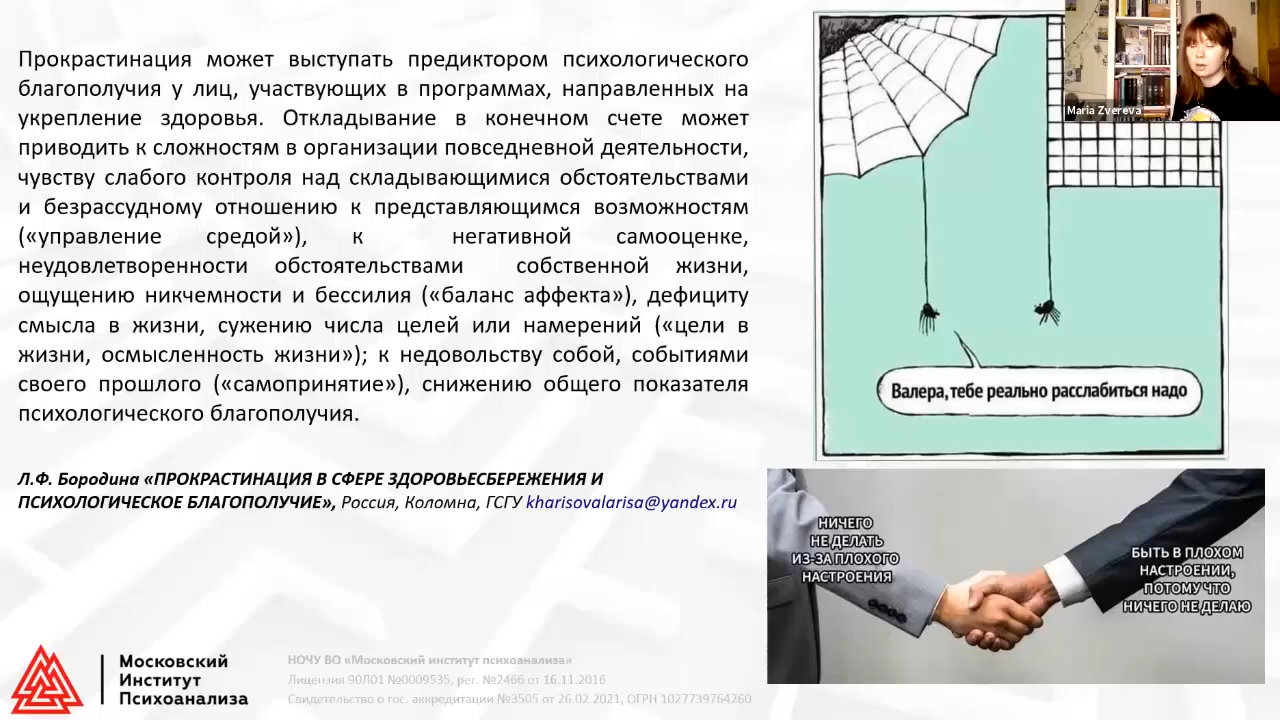 Прокрастинация может выступать предиктором психологического
благополучия у лиц, участвующих в программах, направленных на
укрепление здоровья. Откладывание в конечном счете может
приводить к сложностям в организации повседневной деятельности,
чувству слабого контроля над складывающимися обстоятельствами
и безрассудному отношению к представляющимся возможностям
(«управление средой»), к негативной самооценке,
неудовлетворенности обстоятельствами собственной жизни,
ощущению никчемности и бессилия («баланс аффекта»), дефициту
смысла в жизни, сужению числа целей или намерений («цели в
жизни, осмысленность жизни»); к недовольству собой, событиями
своего прошлого («самопринятие»), снижению общего показателя
психологического благополучия.
Л.Ф. Бородина «ПРОКРАСТИНАЦИЯ В СФЕРЕ ЗДОРОВЬЕСБЕРЕЖЕНИЯ И
ПСИХОЛОГИЧЕСКОЕ БЛАГОПОЛУЧИЕ», Россия, Коломна, ГСГУ kharisovalarisa@yandex.ru
Maria Zvereva
Валера, тебе реально расслабиться надо
НИЧЕГО
НЕ ДЕЛАТЬ
ИЗ-ЗА ПЛОХОГО
НАСТРОЕНИЯ
БЫТЬ В ПЛОХОМ
НАСТРОЕНИИ,
ПОТОМУ ЧТО
НИЧЕГО НЕ ДЕЛАЮ
Московский
Институт
Психоанализа
НОЧУ ВО «Московский институт психоанализа»
Лицензия 90Л01 №0009535, рег. №2466 от 16.11.2016
Свидетельство о гос. аккредитации №3505 от 26.02.2021, ОГРН 1027739764260